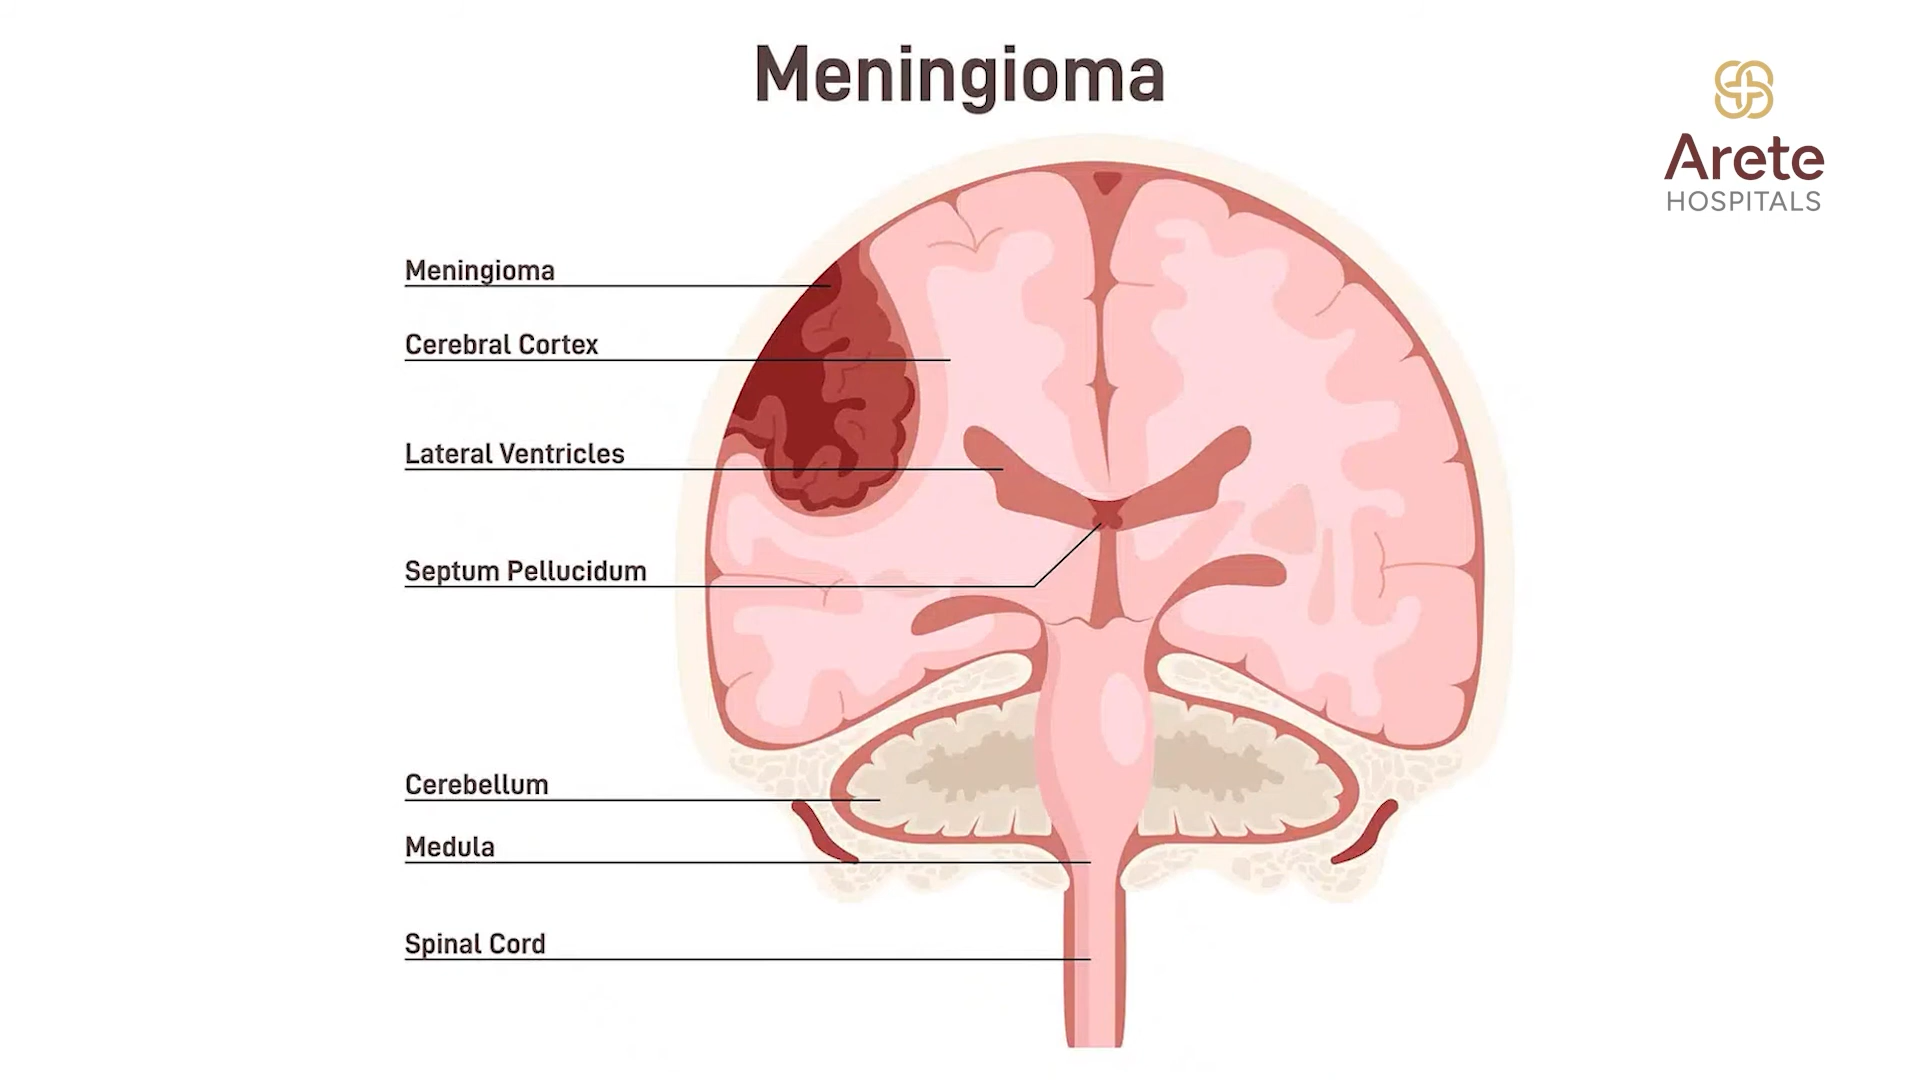 Meningioma
Arete
HOSPITALS
Meningioma
Cerebral Cortex
Lateral Ventricles
Septum Pellucidum
Cerebellum
Medula
Spinal Cord